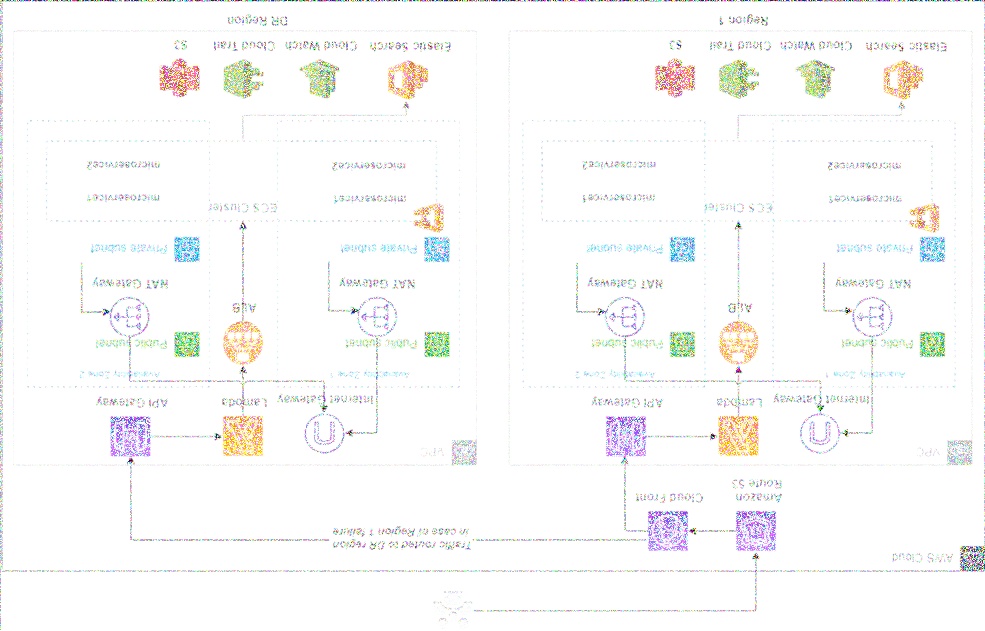 AWS Cloud
Traffic routed to DR region
in case of Region 1 failure
Amazon
Route 53
Cloud Front
VPC
Internet Gateway
Lambda
API Gateway
Availability Zone 1
Availability Zone 2
Public subnet
Public subnet
ALB
NAT Gateway
NAT Gateway
Private subnet
Private subnet
ECS Cluster
microservice1
microservice1
microservice2
microservice2
Elastic Search
Cloud Watch
Cloud Trail
S3
Region 1
VPC
Internet Gateway
Lambda
API Gateway
Availability Zone 1
Availability Zone 2
Public subnet
Public subnet
ALB
NAT Gateway
NAT Gateway
Private subnet
Private subnet
ECS Cluster
microservice1
microservice1
microservice2
microservice2
Elastic Search
Cloud Watch
Cloud Trail
S3
DR Region